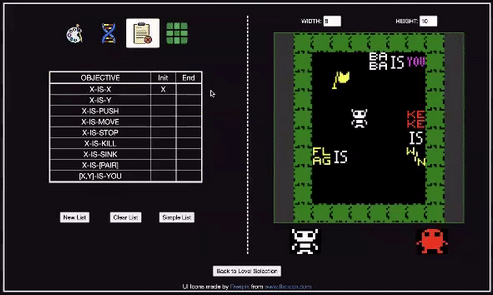 WIDTH: 8 HEIGHT: 10
OBJECTIVE Init End
X-IS-X X
X-IS-Y
X-IS-PUSH
X-IS-MOVE
X-IS-STOP
X-IS-KILL
X-IS-SINK
X-IS-[PAIR]
[X,Y]-IS-YOU
New List Clear List Simple List
BA
BA IS YOU
KE
KE
IS
FL
AG IS
WIN
Back to Level Selection
UI Icons made by Freepik from www.flaticon.com